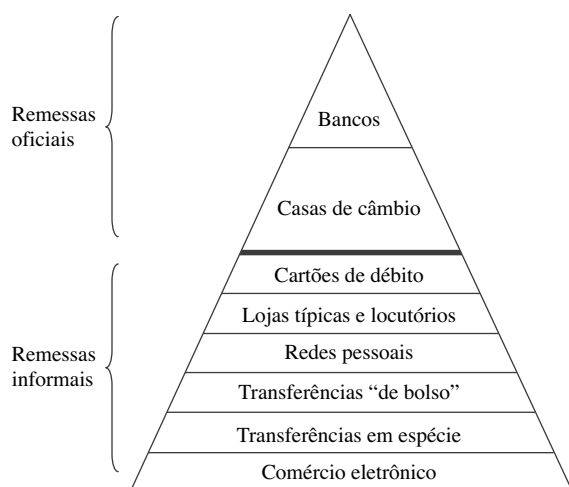 Remessas
oficiais
Bancos
Casas de câmbio
Remessas
informais
Cartões de débito
Lojas típicas e locutórios
Redes pessoais
Transferências “de bolso”
Transferências em espécie
Comércio eletrônico